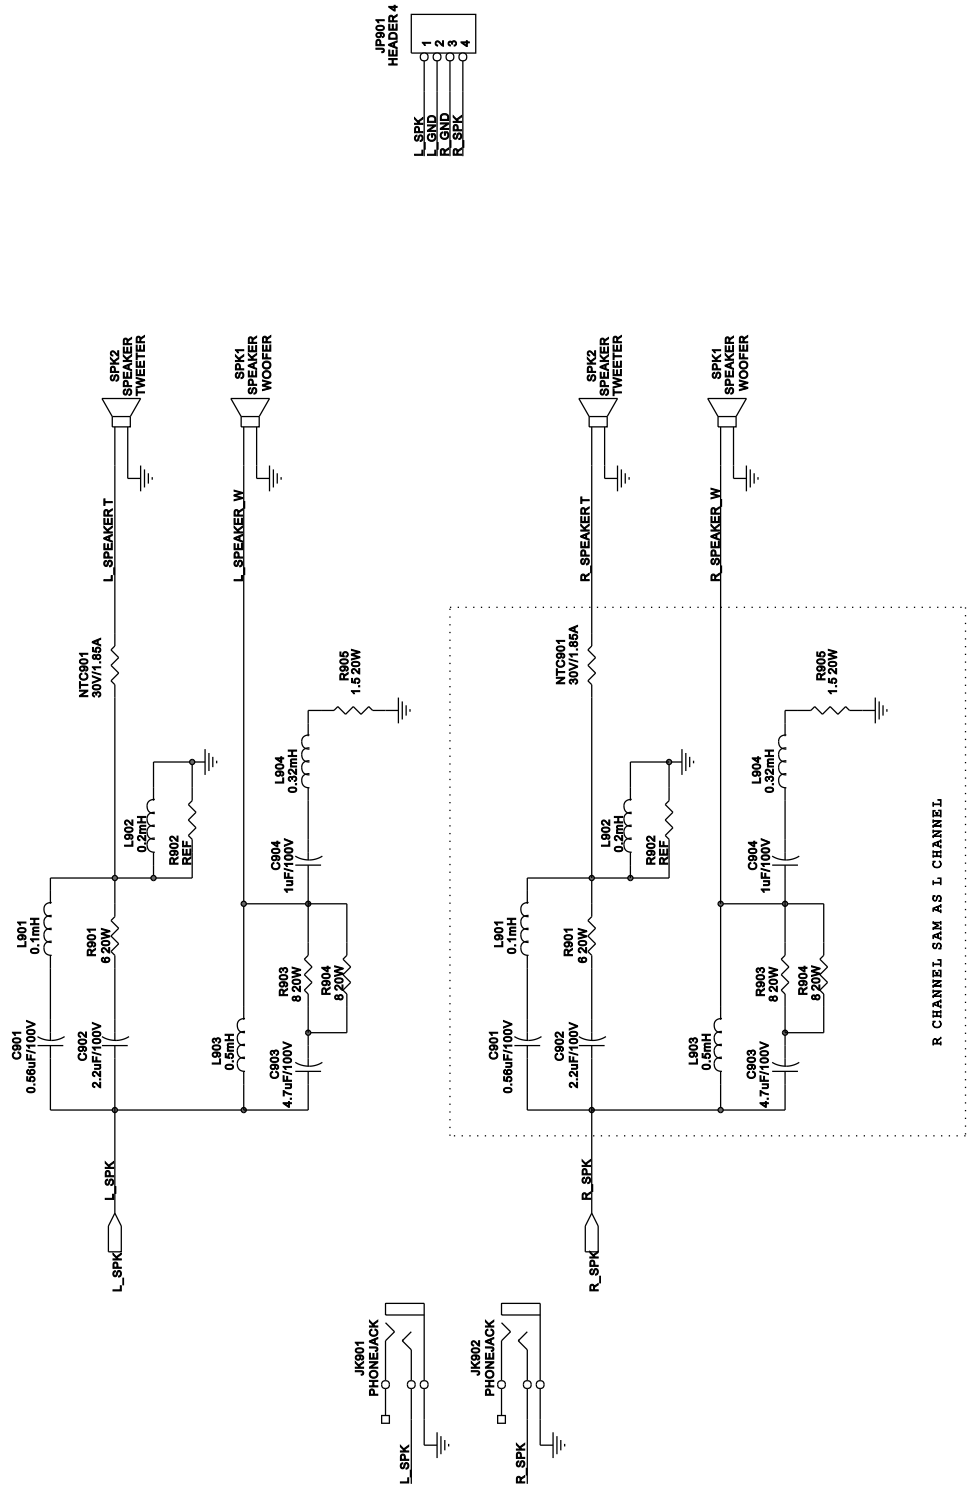 JP901
HEADER 4
1
2
3
4
L_SPK
L_GND
R_GND
R_SPK
SPK2
SPEAKER
TWEETER
SPK1
SPEAKER
WOOFER
L_SPEAKER T
L_SPEAKER_W
NTC901
30V/1.85A
R905
1.5 20W
L902
0.2mH
R902
REF
L904
0.32mH
C904
1uF/100V
L901
0.1mH
R901
6 20W
R903
8 20W
R904
8 20W
C901
0.56uF/100V
C902
2.2uF/100V
L903
0.5mH
C903
4.7uF/100V
L_SPK
L_SPK
SPK2
SPEAKER
TWEETER
SPK1
SPEAKER
WOOFER
R_SPEAKER T
R_SPEAKER_W
NTC901
30V/1.85A
R905
1.5 20W
L902
0.2mH
R902
REF
L904
0.32mH
C904
1uF/100V
L901
0.1mH
R901
6 20W
R903
8 20W
R904
8 20W
C901
0.56uF/100V
C902
2.2uF/100V
L903
0.5mH
C903
4.7uF/100V
R CHANNEL SAM AS L CHANNEL
R_SPK
R_SPK
JK901
PHONEJACK
L_SPK
JK902
PHONEJACK
R_SPK